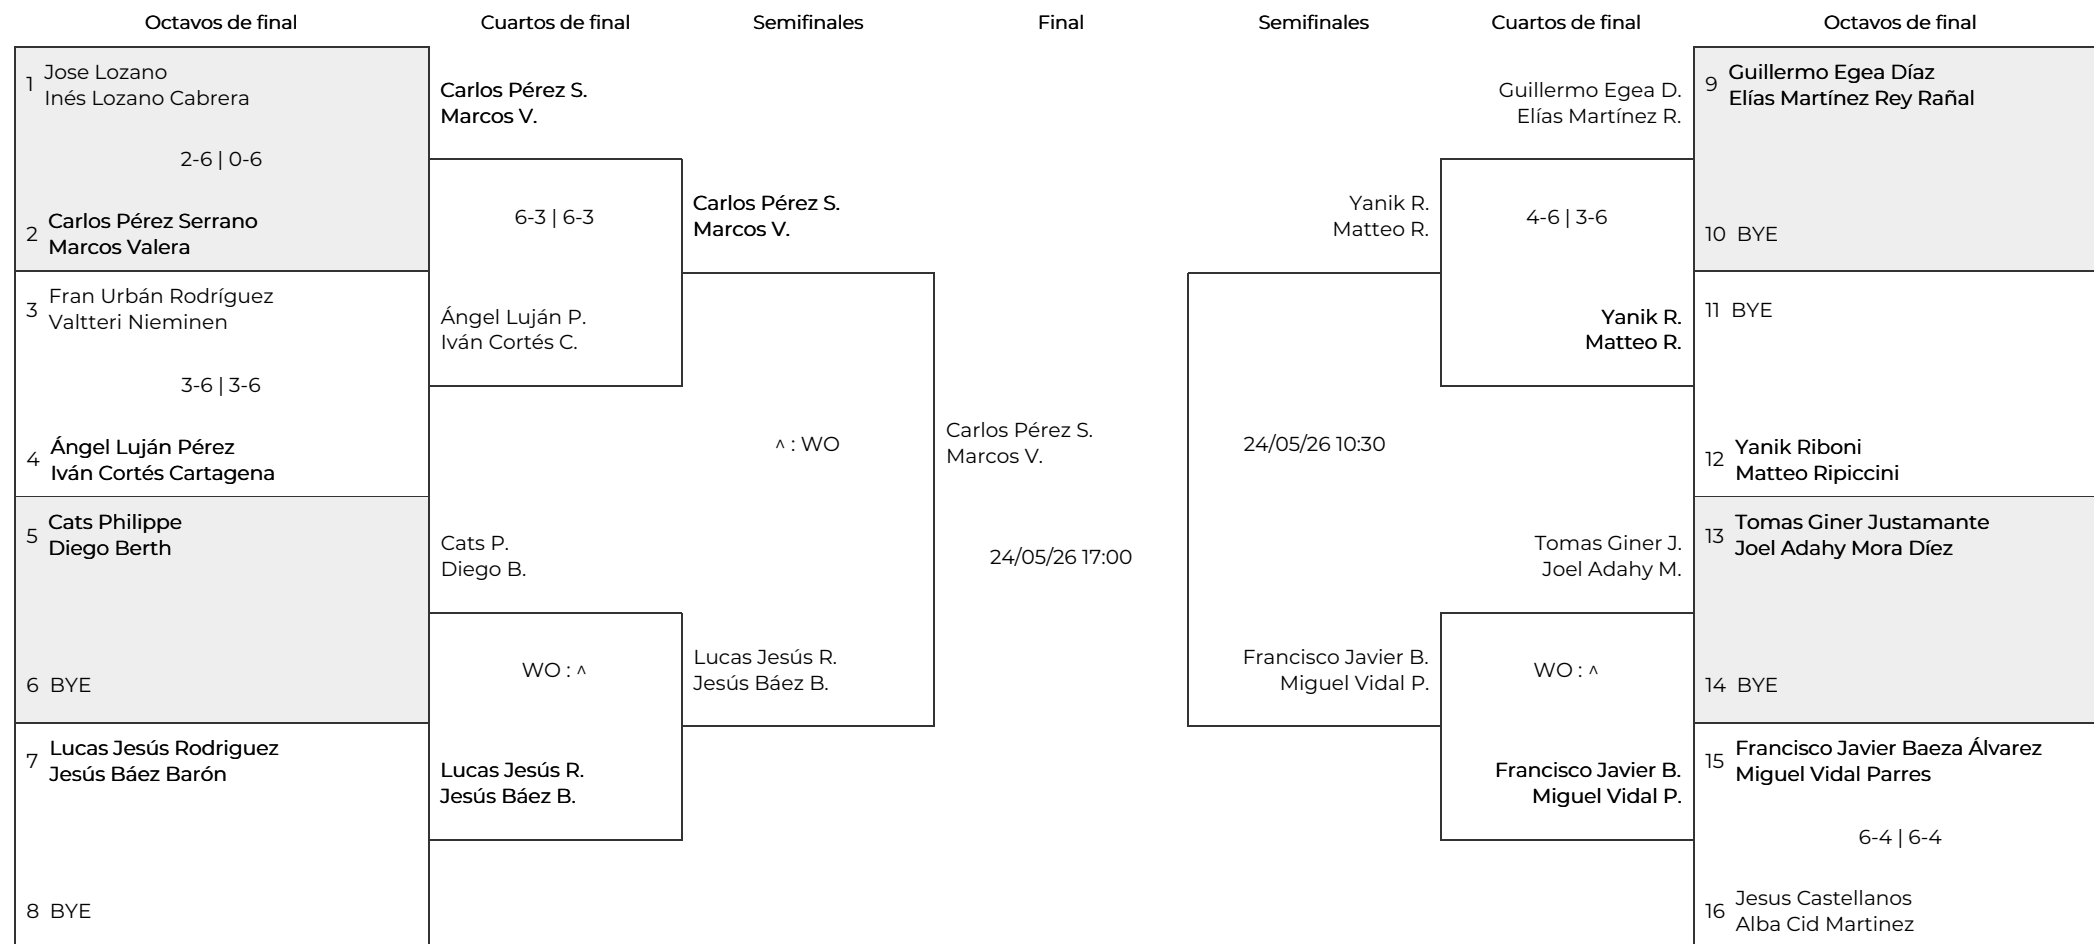 Octavos de final
Cuartos de final
Semifinales
Final
Semifinales
Cuartos de final
Octavos de final
1
Jose Lozano
Inés Lozano Cabrera
2-6 | 0-6
2
Carlos Pérez Serrano
Marcos Valera
3
Fran Urbán Rodríguez
Valtteri Nieminen
3-6 | 3-6
4
Ángel Luján Pérez
Iván Cortés Cartagena
5
Cats Philippe
Diego Berth
6 BYE
7
Lucas Jesús Rodriguez
Jesús Báez Barón
8 BYE
Carlos Pérez S.
Marcos V.
6-3 | 6-3
Ángel Luján P.
Iván Cortés C.
Cats P.
Diego B.
WO : ^
Lucas Jesús R.
Jesús Báez B.
Carlos Pérez S.
Marcos V.
^ : WO
Lucas Jesús R.
Jesús Báez B.
Carlos Pérez S.
Marcos V.
24/05/26 17:00
Yanik R.
Matteo R.
24/05/26 10:30
Francisco Javier B.
Miguel Vidal P.
Guillermo Egea D.
Elías Martínez R.
4-6 | 3-6
Yanik R.
Matteo R.
Tomas Giner J.
Joel Adahy M.
WO : ^
Francisco Javier B.
Miguel Vidal P.
9
Guillermo Egea Díaz
Elías Martínez Rey Rañal
10 BYE
11 BYE
12
Yanik Riboni
Matteo Ripiccini
13
Tomas Giner Justamante
Joel Adahy Mora Díez
14 BYE
15
Francisco Javier Baeza Álvarez
Miguel Vidal Parres
6-4 | 6-4
16
Jesus Castellanos
Alba Cid Martinez